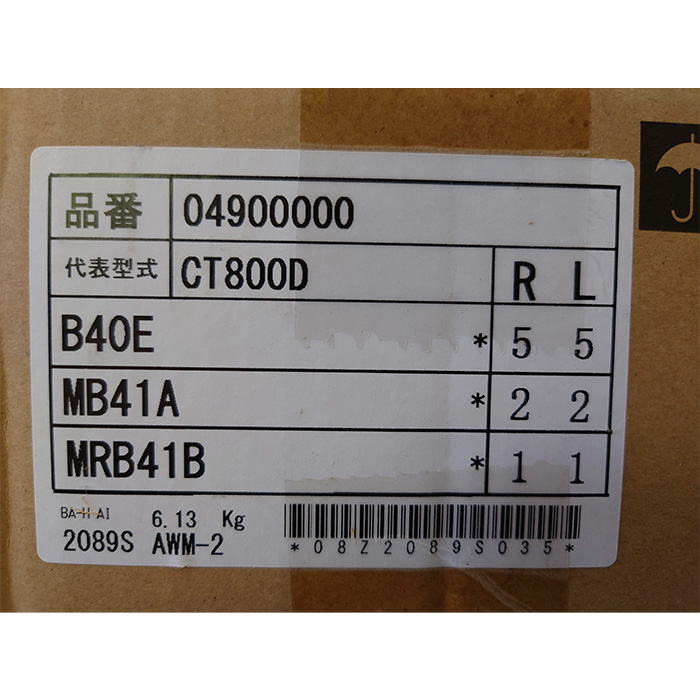 品番 04900000
代表型式 CT800D R L
B40E * 5 5
MB41A * 2 2
MRB41B * 1 1
BA-H-AI 6.13 Kg
2089S AWM-2
*08Z2089S035*